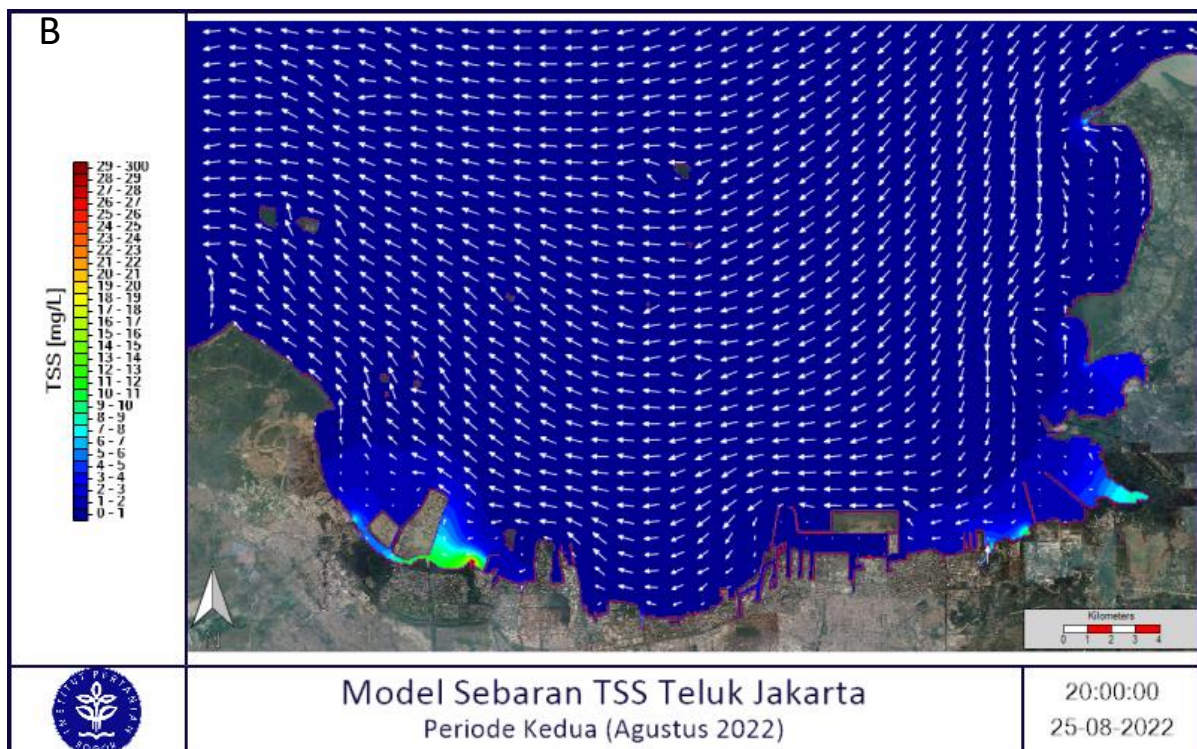 B
TSS [mg/L]
29 - 300
28 - 29
27 - 28
26 - 27
25 - 26
24 - 25
23 - 24
22 - 23
21 - 22
20 - 21
19 - 20
18 - 19
17 - 18
16 - 17
15 - 16
14 - 15
13 - 14
12 - 13
11 - 12
10 - 11
9 - 10
8 - 9
7 - 8
6 - 7
5 - 6
4 - 5
3 - 4
2 - 3
1 - 2
0 - 1
Kilometers
0 1 2 3 4
INSTITUT PERTANIAN
BOGOR
Model Sebaran TSS Teluk Jakarta
Periode Kedua (Agustus 2022)
20:00:00
25-08-2022